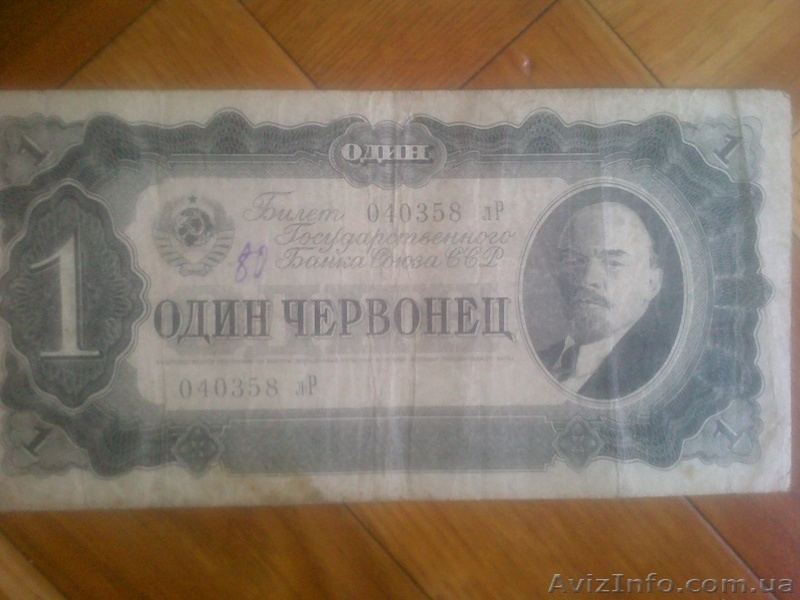 1
ОДИН
1
Билет 040358 лР
Государственного
Банка Союза ССР
80
1
ОДИН ЧЕРВОНЕЦ
040358 лР
1
1
AvizInfo.com.ua